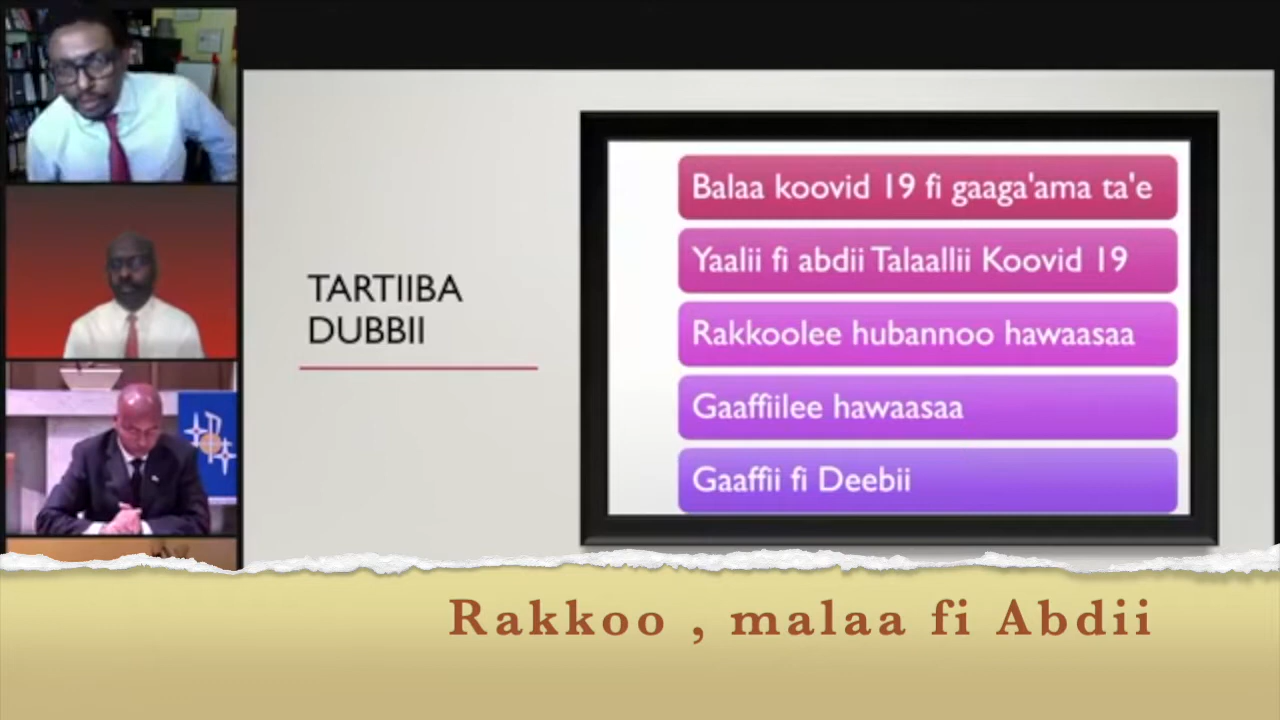 TARTIIBA
DUBBII
Balaa koovid 19 fi gaaga'ama ta'e
Yaalii fi abdii Talaallii Koovid 19
Rakkoolee hubannoo hawaasaa
Gaaffiilee hawaasaa
Gaaffii fi Deebii
Rakkoo , malaa fi Abdii